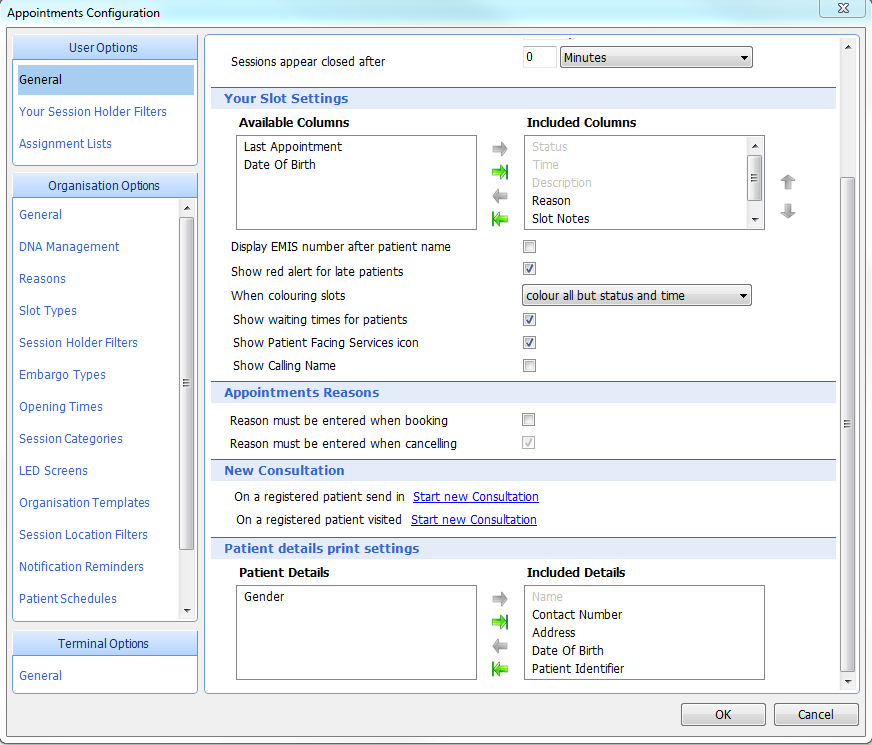 Appointments Configuration
User Options
General
Your Session Holder Filters
Assignment Lists
Organisation Options
General
DNA Management
Reasons
Slot Types
Session Holder Filters
Embargo Types
Opening Times
Session Categories
LED Screens
Organisation Templates
Session Location Filters
Notification Reminders
Patient Schedules
Terminal Options
General
Sessions appear closed after 0 Minutes
Your Slot Settings
Available Columns
Last Appointment
Date Of Birth
Included Columns
Status
Time
Description
Reason
Slot Notes
Display EMIS number after patient name
Show red alert for late patients
When colouring slots colour all but status and time
Show waiting times for patients
Show Patient Facing Services icon
Show Calling Name
Appointments Reasons
Reason must be entered when booking
Reason must be entered when cancelling
New Consultation
On a registered patient send in Start new Consultation
On a registered patient visited Start new Consultation
Patient details print settings
Patient Details
Gender
Included Details
Name
Contact Number
Address
Date Of Birth
Patient Identifier
OK
Cancel